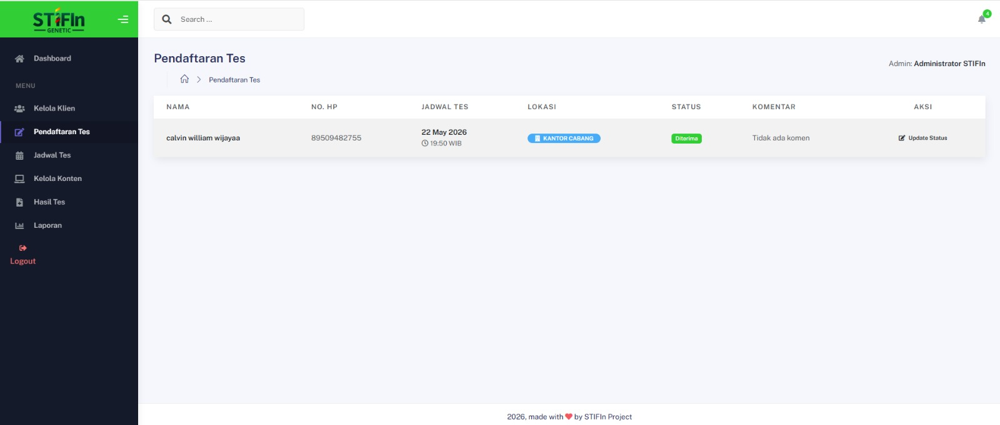 STIFIn
GENETIC
Search ...
4
Dashboard
MENU
Kelola Klien
Pendaftaran Tes
Jadwal Tes
Kelola Konten
Hasil Tes
Laporan
Logout
Pendaftaran Tes
Admin: Administrator STIFIn
Pendaftaran Tes
NAMA NO. HP JADWAL TES LOKASI STATUS KOMENTAR AKSI
calvin william wijayaa 89509482755 22 May 2026 KANTOR CABANG Diterima Tidak ada komen Update Status
19:50 WIB
2026, made with ❤ by STIFIn Project